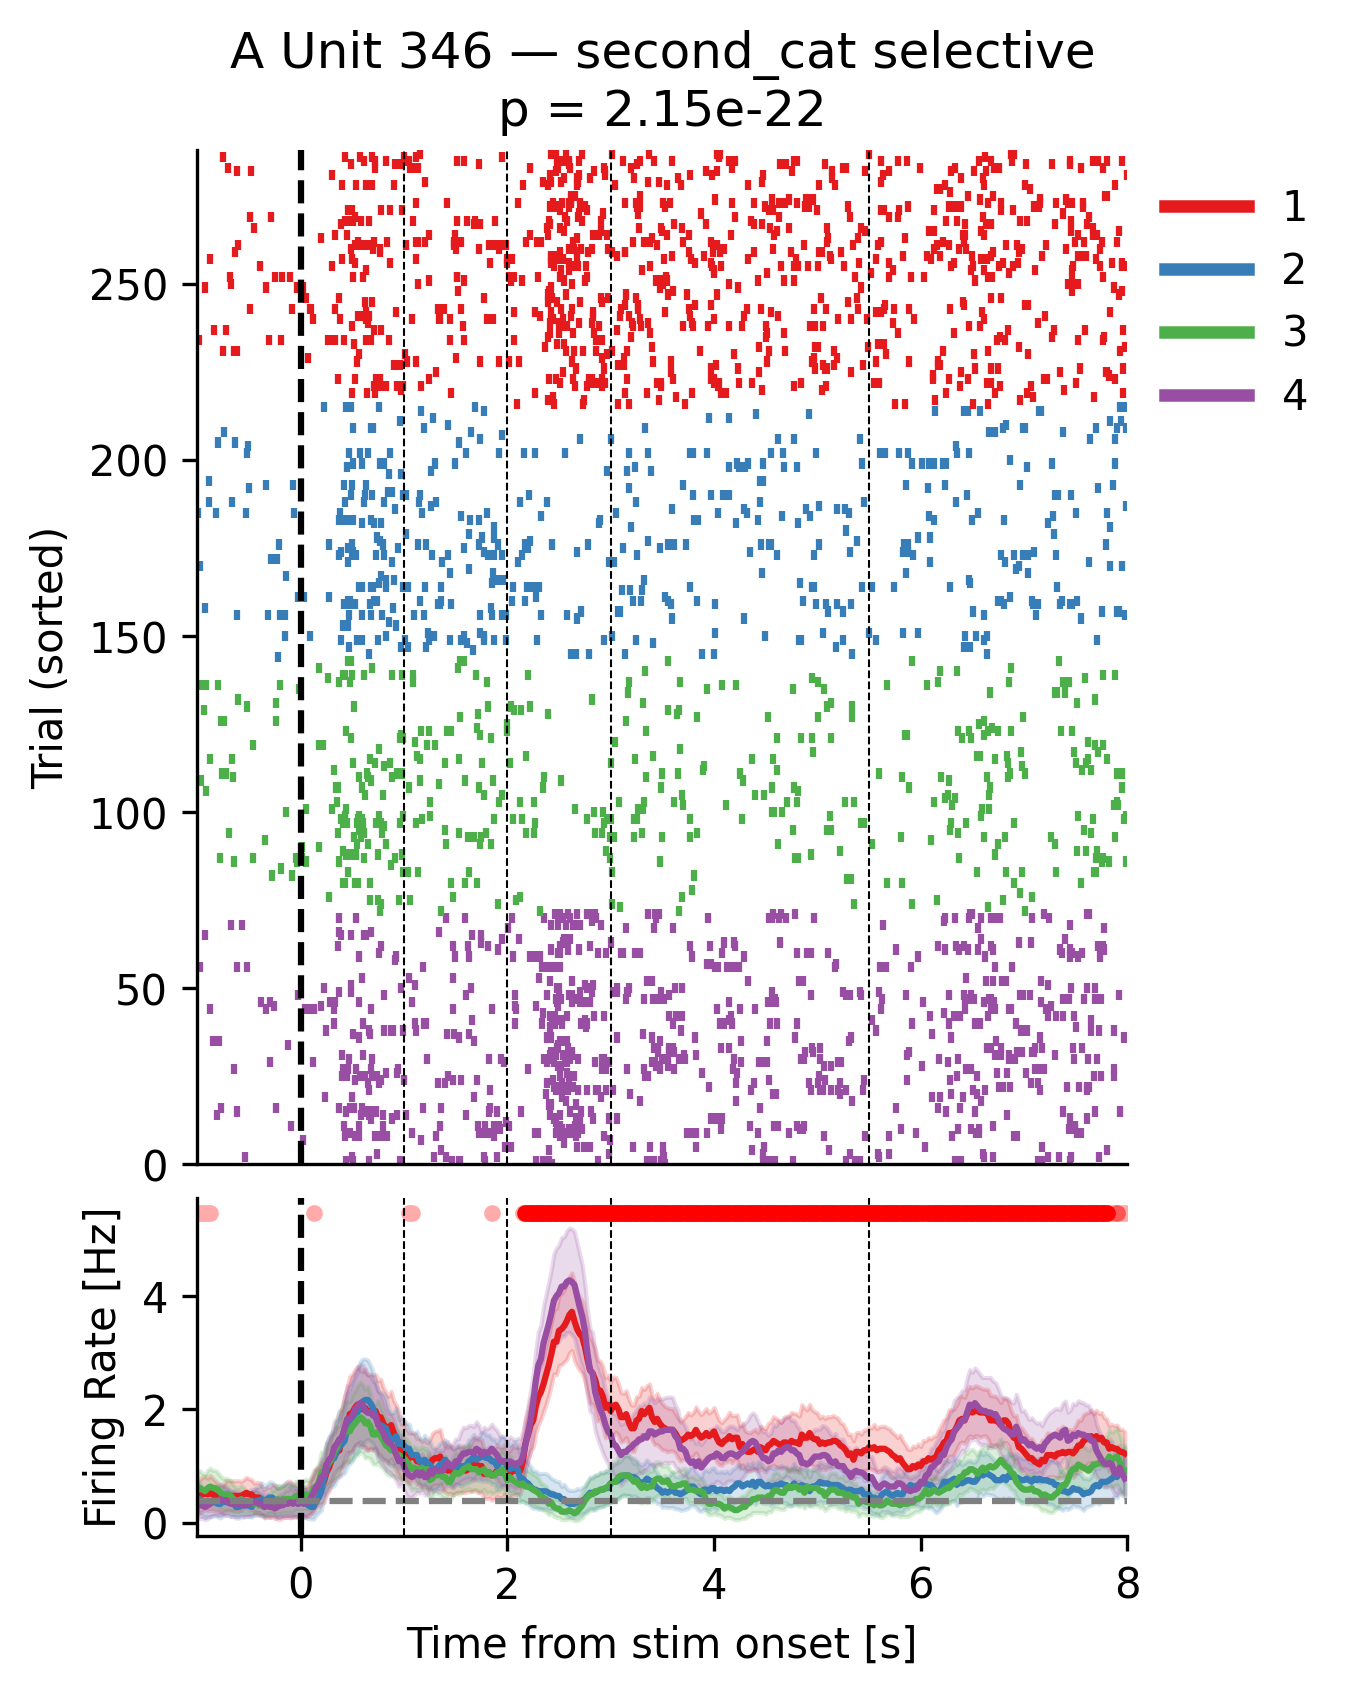 A Unit 346 — second_cat selective
p = 2.15e-22
1
2
3
4
Trial (sorted)
250
200
150
100
50
0
Firing Rate [Hz]
4
2
0
0 2 4 6 8
Time from stim onset [s]